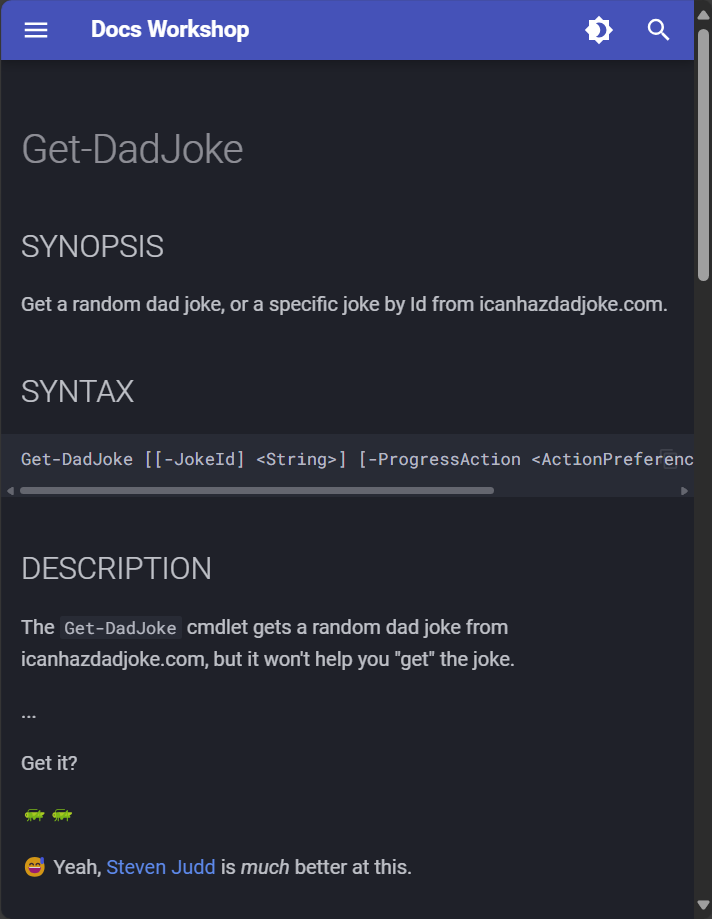 Docs Workshop
Get-DadJoke
SYNOPSIS
Get a random dad joke, or a specific joke by Id from icanhazdadjoke.com.
SYNTAX
Get-DadJoke [[-JokeId] <String>] [-ProgressAction <ActionPreferenc
DESCRIPTION
The Get-DadJoke cmdlet gets a random dad joke from
icanhazdadjoke.com, but it won't help you "get" the joke.
...
Get it?
🦗 🦗
😅 Yeah, Steven Judd is much better at this.